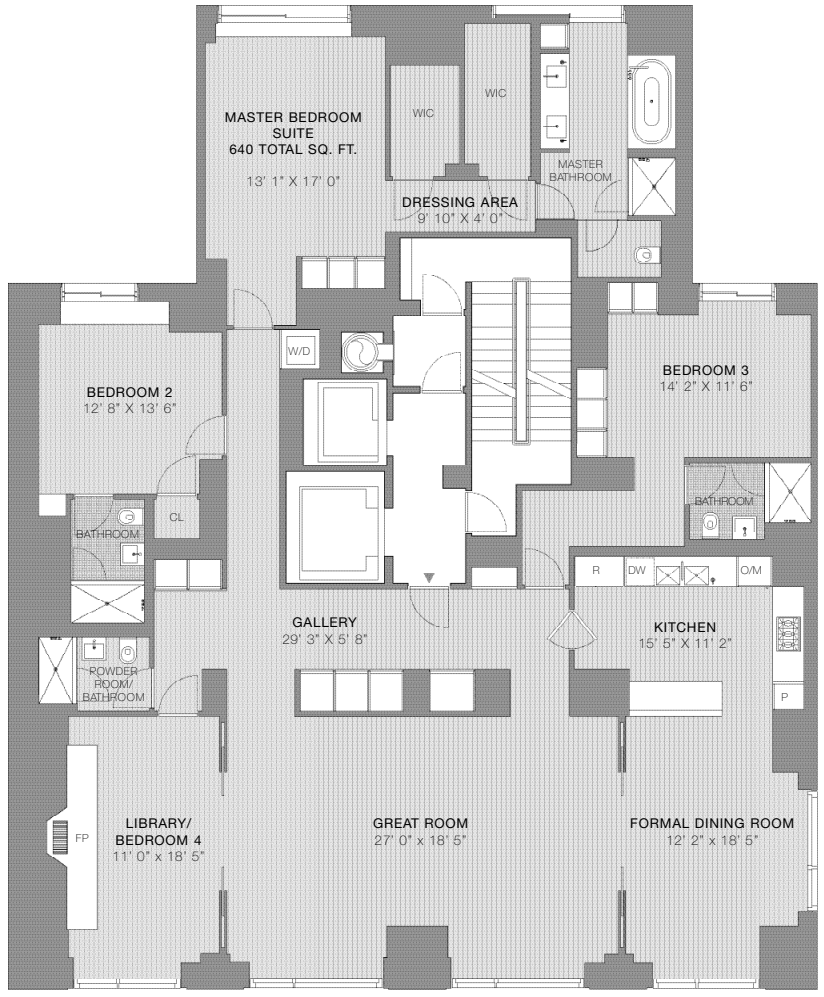 MASTER BEDROOM
SUITE
640 TOTAL SQ. FT.
13' 1" X 17' 0"
WIC
WIC
MASTER
BATHROOM
DRESSING AREA
9' 10" X 4' 0"
W/D
BEDROOM 2
12' 8" X 13' 6"
BEDROOM 3
14' 2" X 11' 6"
CL
BATHROOM
BATHROOM
R
DW
O/M
GALLERY
29' 3" X 5' 8"
KITCHEN
15' 5" X 11' 2"
P
POWDER
ROOM/
BATHROOM
FP
LIBRARY/
BEDROOM 4
11' 0" x 18' 5"
GREAT ROOM
27' 0" x 18' 5"
FORMAL DINING ROOM
12' 2" x 18' 5"